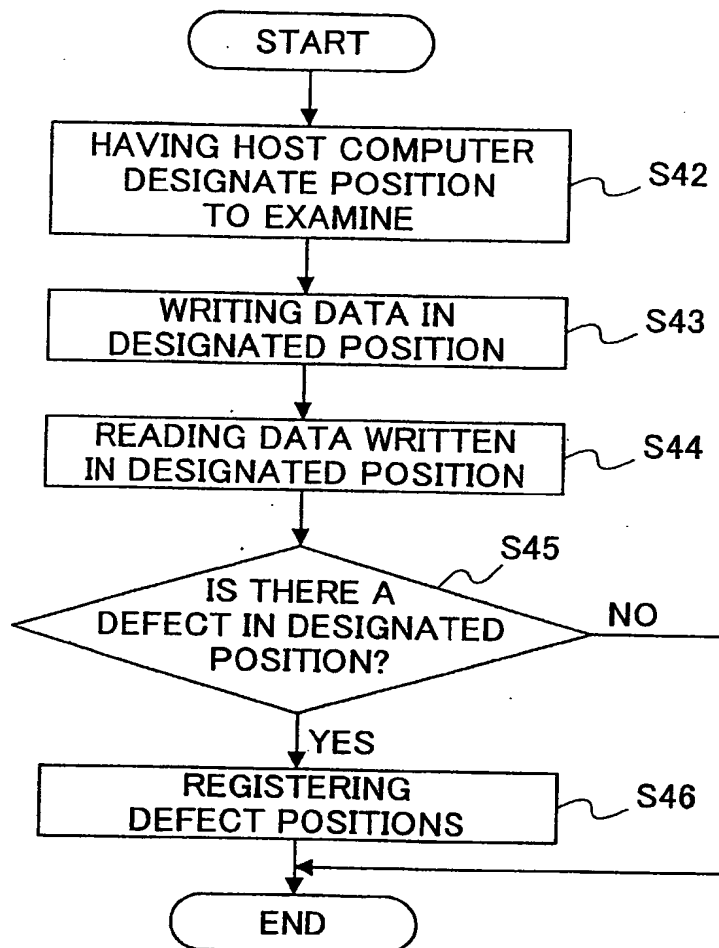 START
HAVING HOST COMPUTER
DESIGNATE POSITION
TO EXAMINE
S42
WRITING DATA IN
DESIGNATED POSITION
S43
READING DATA WRITTEN
IN DESIGNATED POSITION
S44
S45
IS THERE A
DEFECT IN DESIGNATED
POSITION?
NO
YES
REGISTERING
DEFECT POSITIONS
S46
END